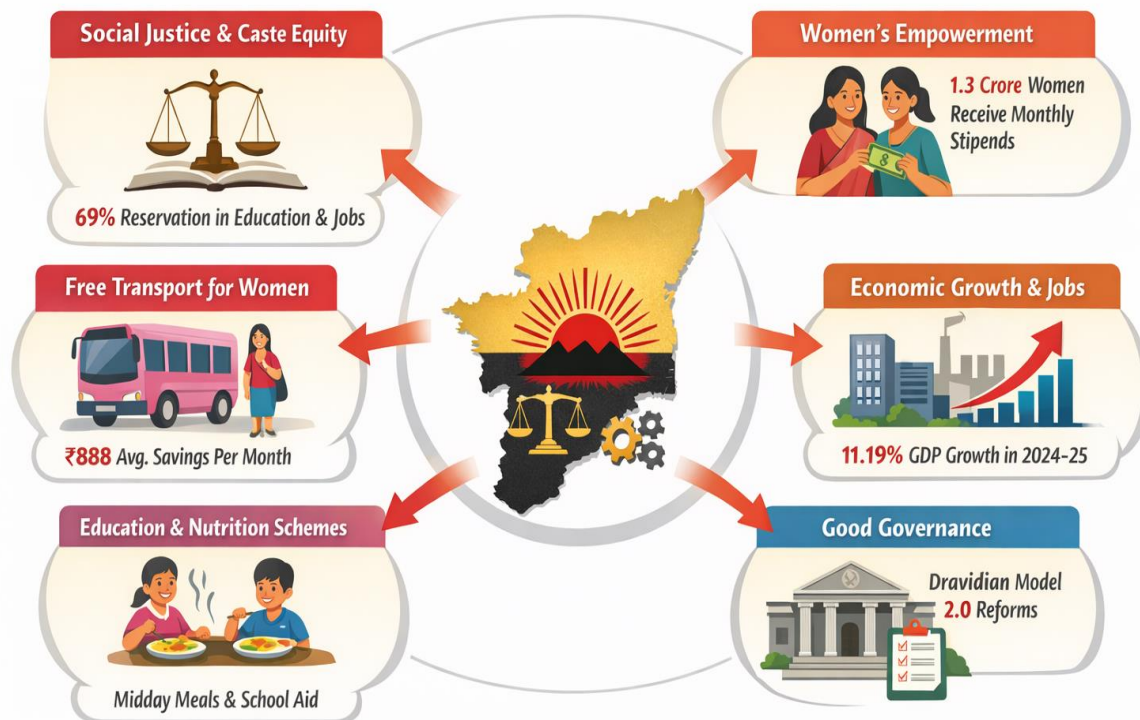 Social Justice & Caste Equity
69% Reservation in Education & Jobs
Women's Empowerment
1.3 Crore Women
Receive Monthly
Stipends
Free Transport for Women
₹888 Avg. Savings Per Month
Economic Growth & Jobs
11.19% GDP Growth in 2024-25
Education & Nutrition Schemes
Midday Meals & School Aid
Good Governance
Dravidian Model
2.0 Reforms